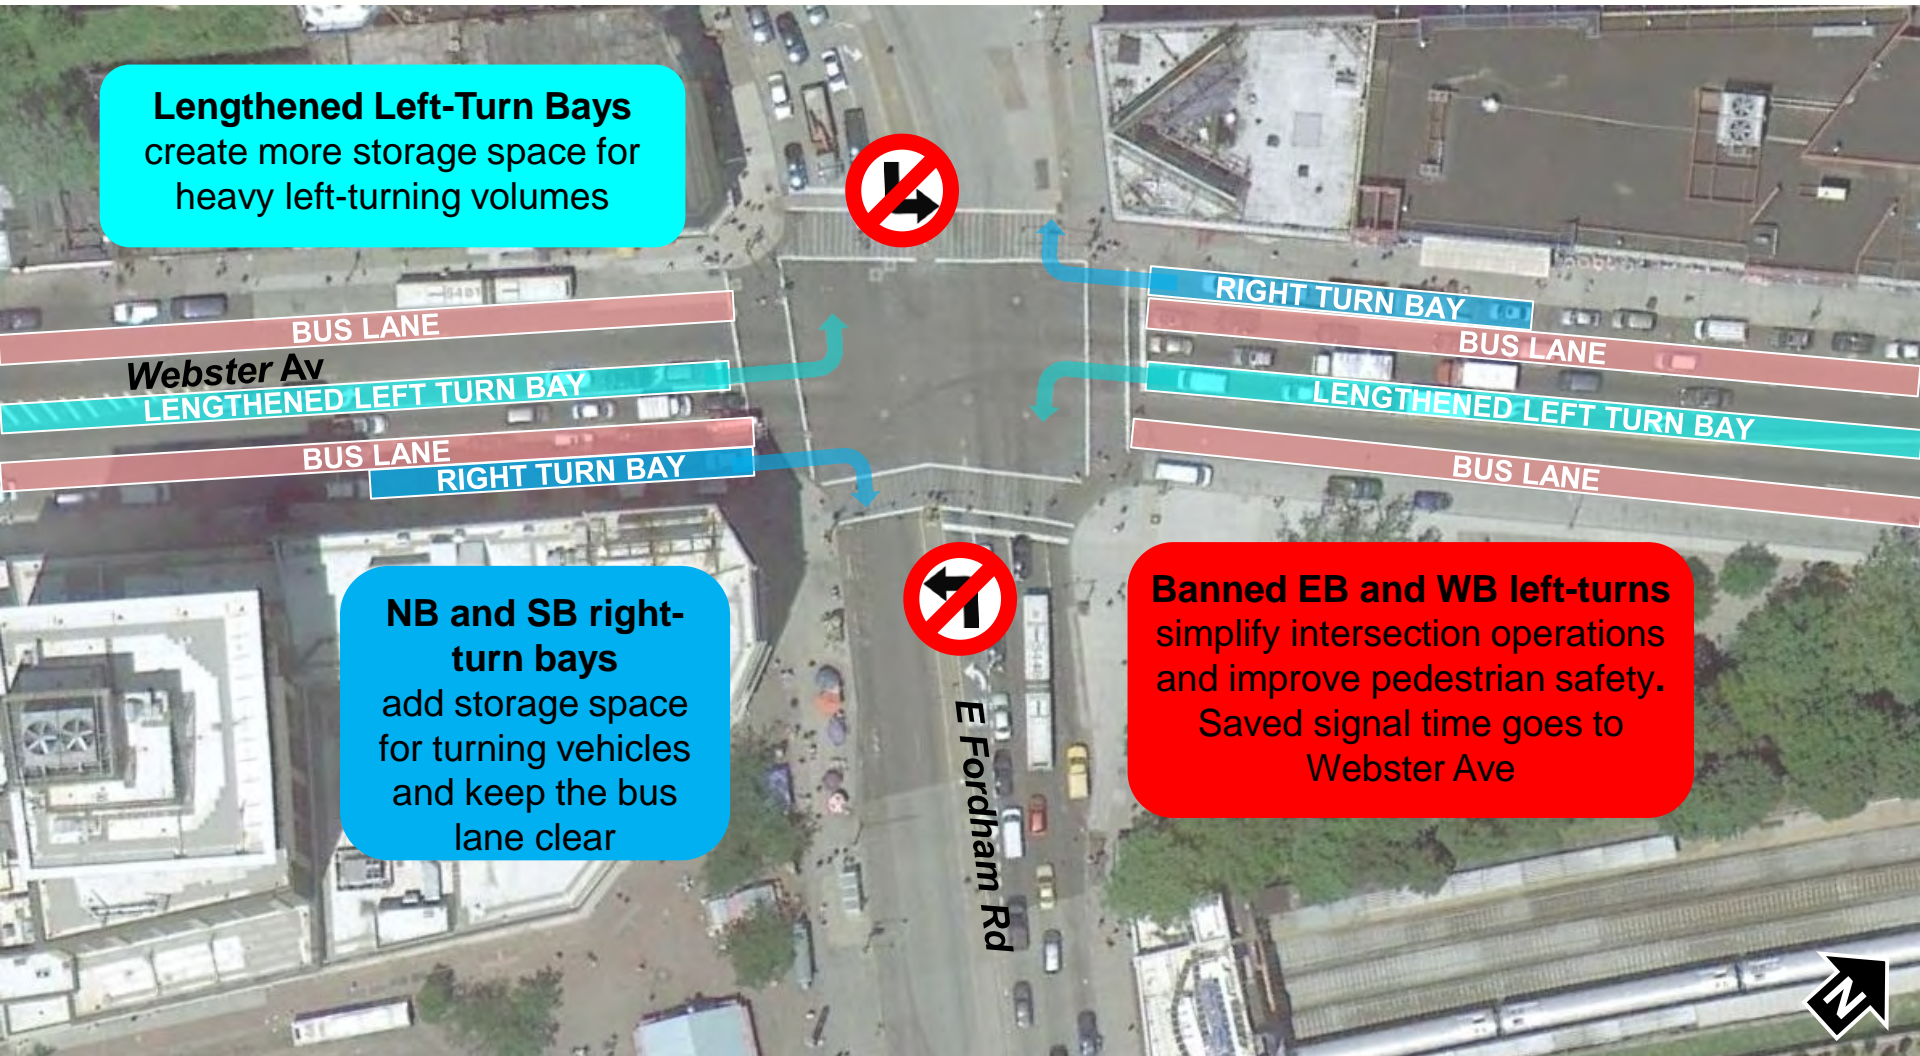 Lengthened Left-Turn Bays
create more storage space for
heavy left-turning volumes
RIGHT TURN BAY
BUS LANE
BUS LANE
Webster Av
LENGTHENED LEFT TURN BAY
LENGTHENED LEFT TURN BAY
BUS LANE
RIGHT TURN BAY
BUS LANE
NB and SB right-
turn bays
add storage space
for turning vehicles
and keep the bus
lane clear
Banned EB and WB left-turns
simplify intersection operations
and improve pedestrian safety.
Saved signal time goes to
Webster Ave
E Fordham Rd
N